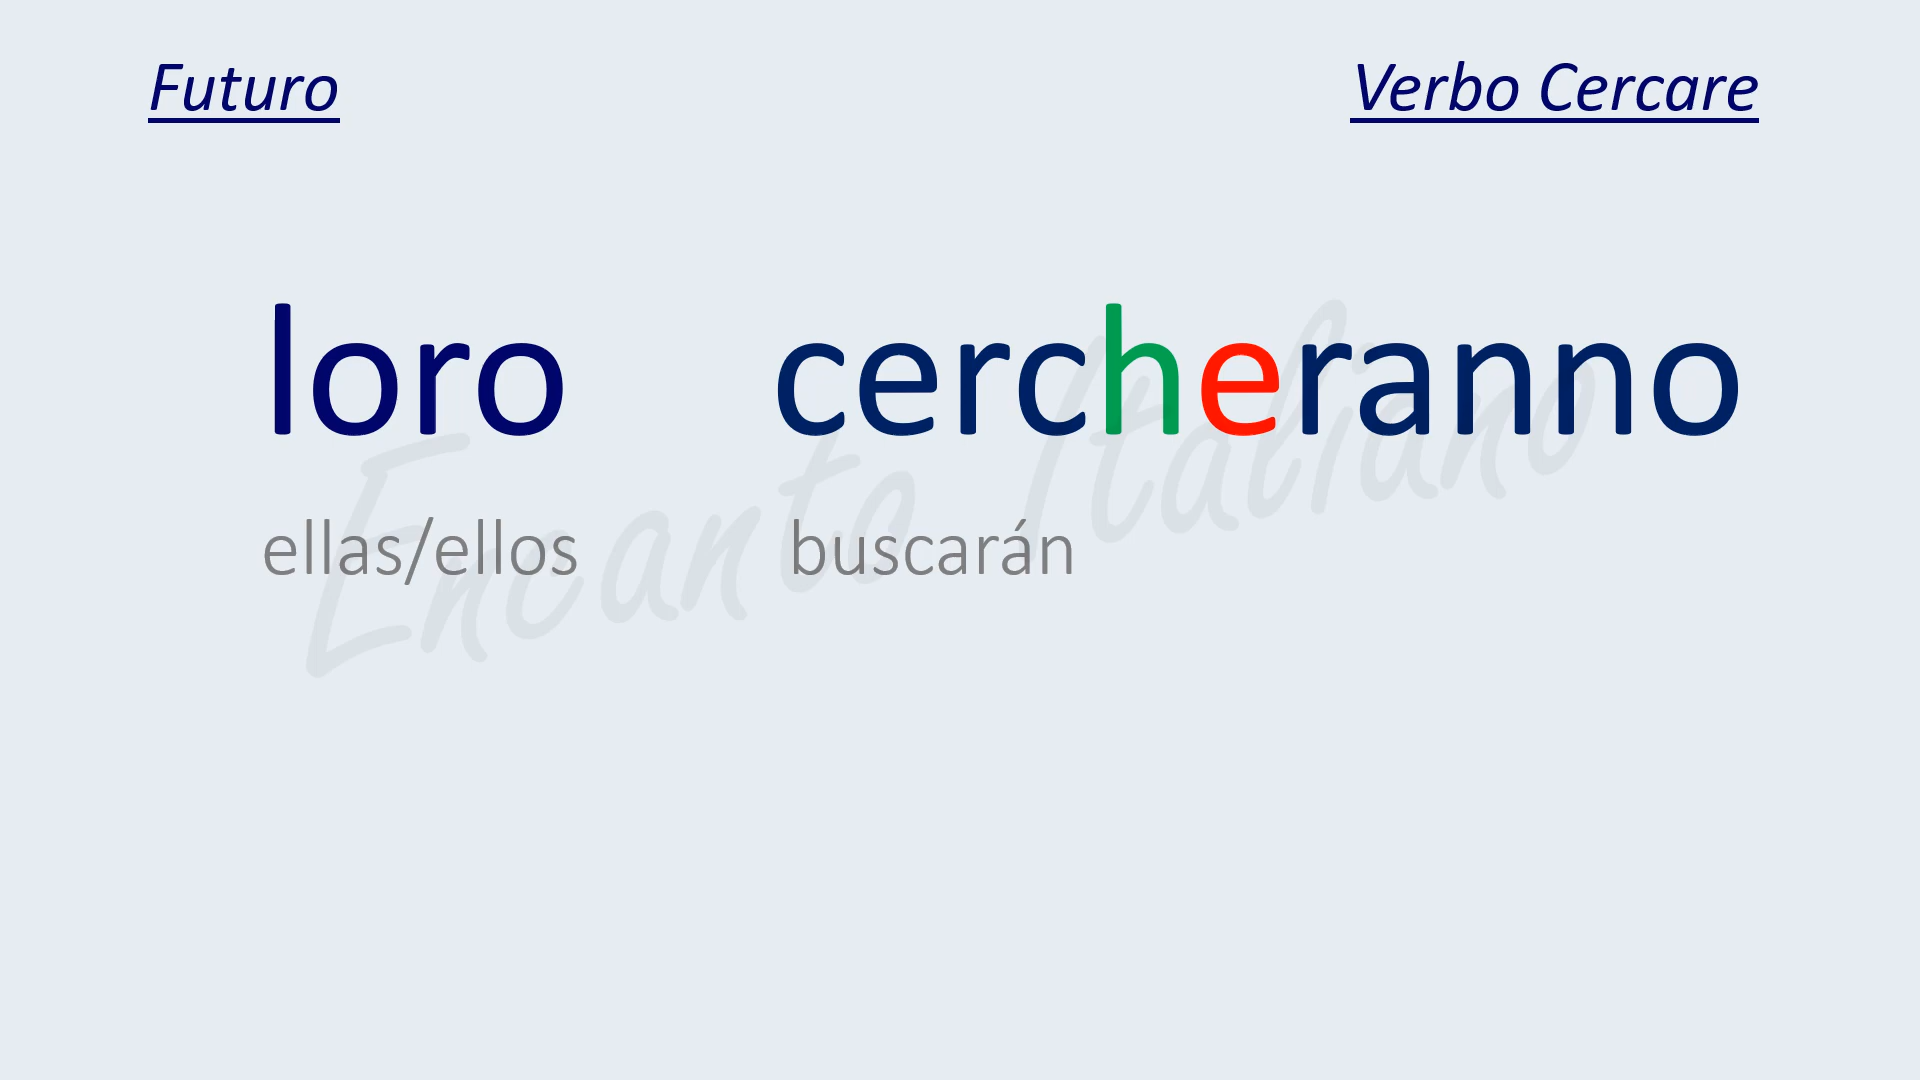 Futuro
Verbo Cercare
loro cercheranno
ellas/ellos buscarán
Encanto Italiano